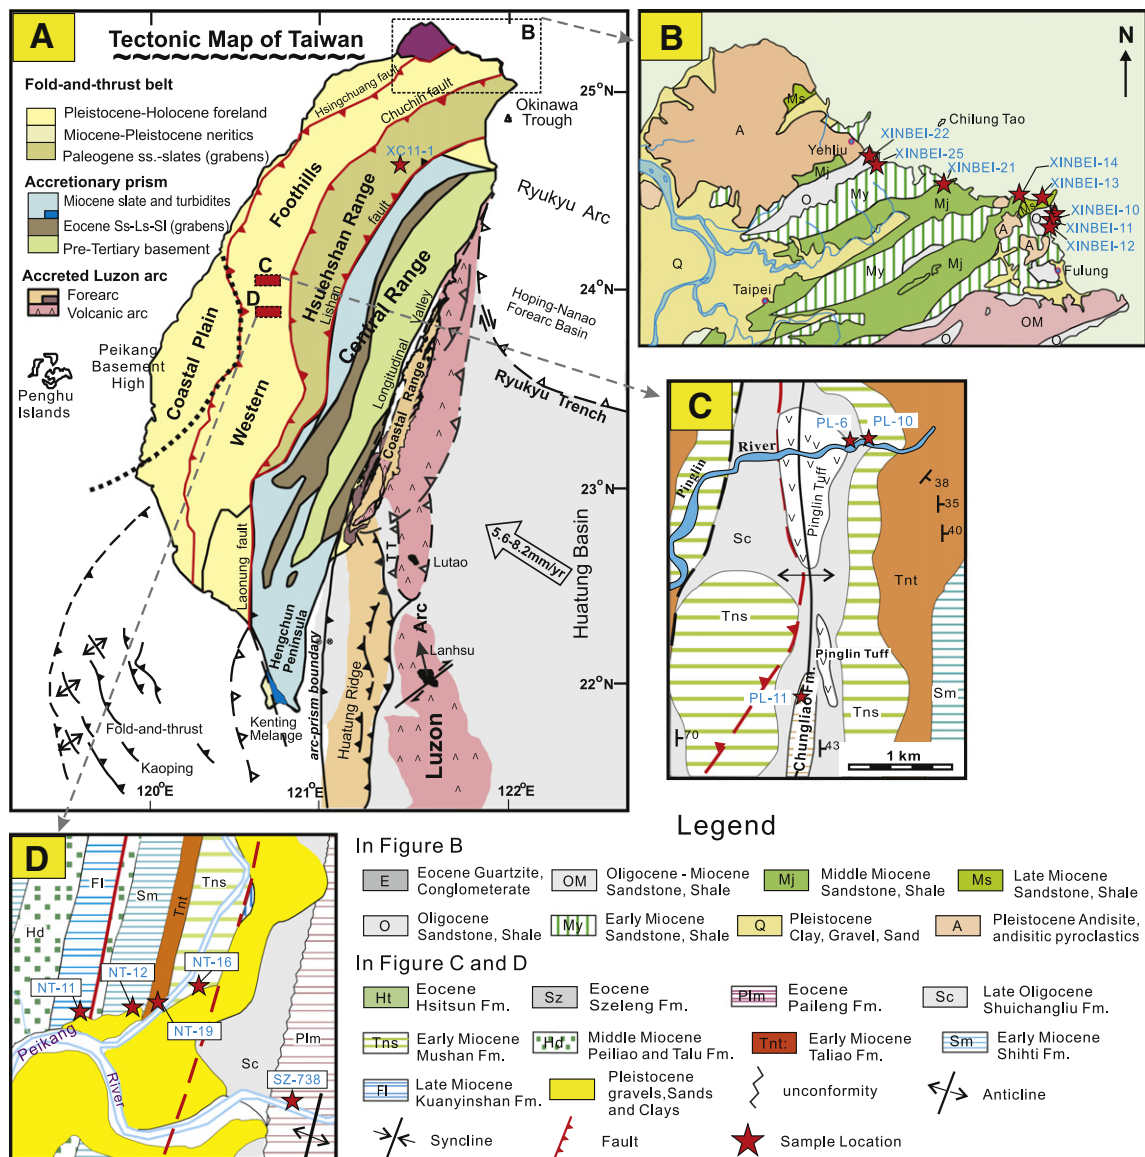 A
Tectonic Map of Taiwan
Fold-and-thrust belt
Pleistocene-Holocene foreland
Miocene-Pleistocene neritics
Paleogene ss.-slates (grabens)
Accretionary prism
Miocene slate and turbidites
Eocene Ss-Ls-Sl (grabens)
Pre-Tertiary basement
Accreted Luzon arc
Forearc
Volcanic arc
Penghu
Islands
Peikang
Basement
High
B
Hsingchuang fault
Chuchih fault
XC11-1
Foothills
Western
Coastal Plain
C
D
Hsuehshan Range
Lishan
fault
Central Range
Longitudinal
Valley
Coastal Range
Okinawa
Trough
Ryukyu
Arc
Hoping-Nanao
Forearc Basin
Ryukyu Trench
25°N
24°N
23°N
22°N
5.6-8.2mm/yr
Huatung Basin
Lutao
Arc
Lanhsu
Luzon
Laonung fault
Hengchun
Peninsula
arc-prism boundary
Huatung Ridge
Kenting
Melange
Fold-and-thrust
Kaoping
120°E
121°E
122°E
B
N
A
Ms
Chilung Tao
Yehliu
XINBEI-22
XINBEI-25
XINBEI-21
XINBEI-14
XINBEI-13
XINBEI-10
XINBEI-11
XINBEI-12
Mj
O
My
Mj
Ms
O
A
A
Q
Taipei
My
Mj
Fulung
OM
O
O
C
PL-6
PL-10
Pinglin
River
Pinglin Tuff
38
35
40
Sc
Tnt
Tns
Pinglin Tuff
PL-11
Chungliao Fm.
Tns
Sm
70
43
1 km
D
Hd
Fl
Sm
Tnt
Tns
NT-11
NT-12
NT-16
NT-19
Peikang
River
Sc
Plm
SZ-738
Legend
In Figure B
E
Eocene Guartzite,
Conglometerate
OM
Oligocene - Miocene
Sandstone, Shale
Mj
Middle Miocene
Sandstone, Shale
Ms
Late Miocene
Sandstone, Shale
O
Oligocene
Sandstone, Shale
My
Early Miocene
Sandstone, Shale
Q
Pleistocene
Clay, Gravel, Sand
A
Pleistocene Andisite,
andisitic pyroclastics
In Figure C and D
Ht
Eocene
Hsitsun Fm.
Sz
Eocene
Szeleng Fm.
Plm
Eocene
Paileng Fm.
Sc
Late Oligocene
Shuichangliu Fm.
Tns
Early Miocene
Mushan Fm.
Hd
Middle Miocene
Peiliao and Talu Fm.
Tnt:
Early Miocene
Taliao Fm.
Sm
Early Miocene
Shihti Fm.
Fl
Late Miocene
Kuanyinshan Fm.
Pleistocene
gravels,Sands
and Clays
unconformity
Anticline
Syncline
Fault
Sample Location